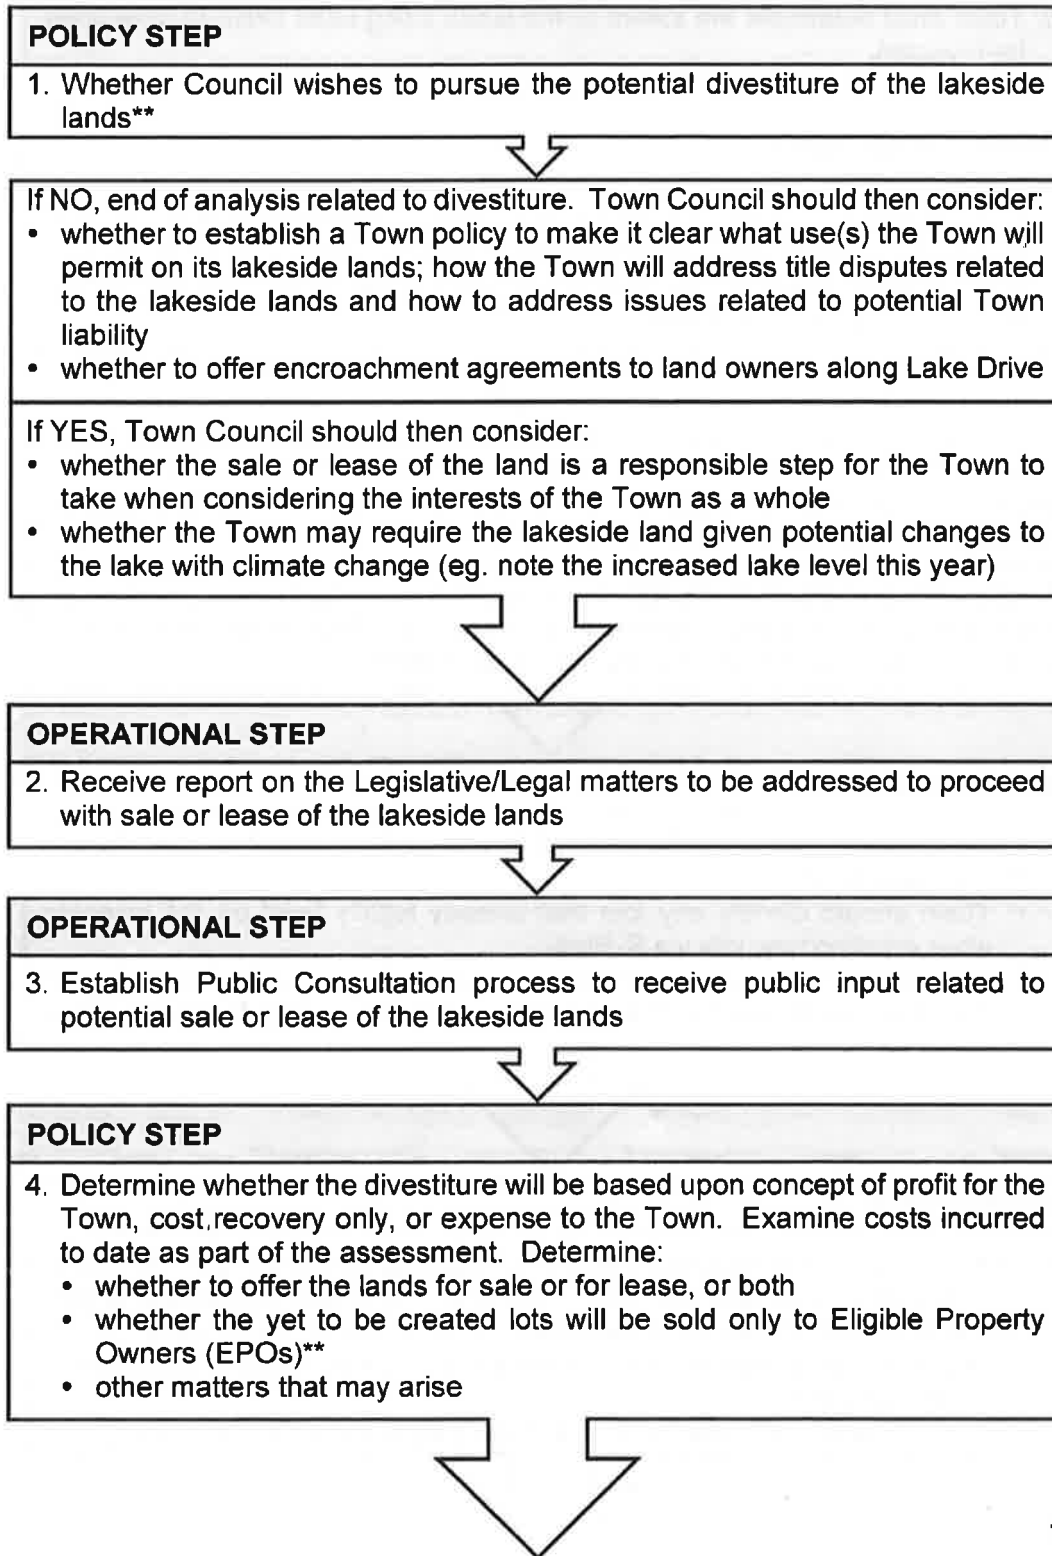 POLICY STEP
1. Whether Council wishes to pursue the potential divestiture of the lakeside
lands**
If NO, end of analysis related to divestiture. Town Council should then consider:
• whether to establish a Town policy to make it clear what use(s) the Town will
permit on its lakeside lands; how the Town will address title disputes related
to the lakeside lands and how to address issues related to potential Town
liability
• whether to offer encroachment agreements to land owners along Lake Drive
If YES, Town Council should then consider:
• whether the sale or lease of the land is a responsible step for the Town to
take when considering the interests of the Town as a whole
• whether the Town may require the lakeside land given potential changes to
the lake with climate change (eg. note the increased lake level this year)
OPERATIONAL STEP
2. Receive report on the Legislative/Legal matters to be addressed to proceed
with sale or lease of the lakeside lands
OPERATIONAL STEP
3. Establish Public Consultation process to receive public input related to
potential sale or lease of the lakeside lands
POLICY STEP
4. Determine whether the divestiture will be based upon concept of profit for the
Town, cost recovery only, or expense to the Town. Examine costs incurred
to date as part of the assessment. Determine:
• whether to offer the lands for sale or for lease, or both
• whether the yet to be created lots will be sold only to Eligible Property
Owners (EPOs)**
• other matters that may arise